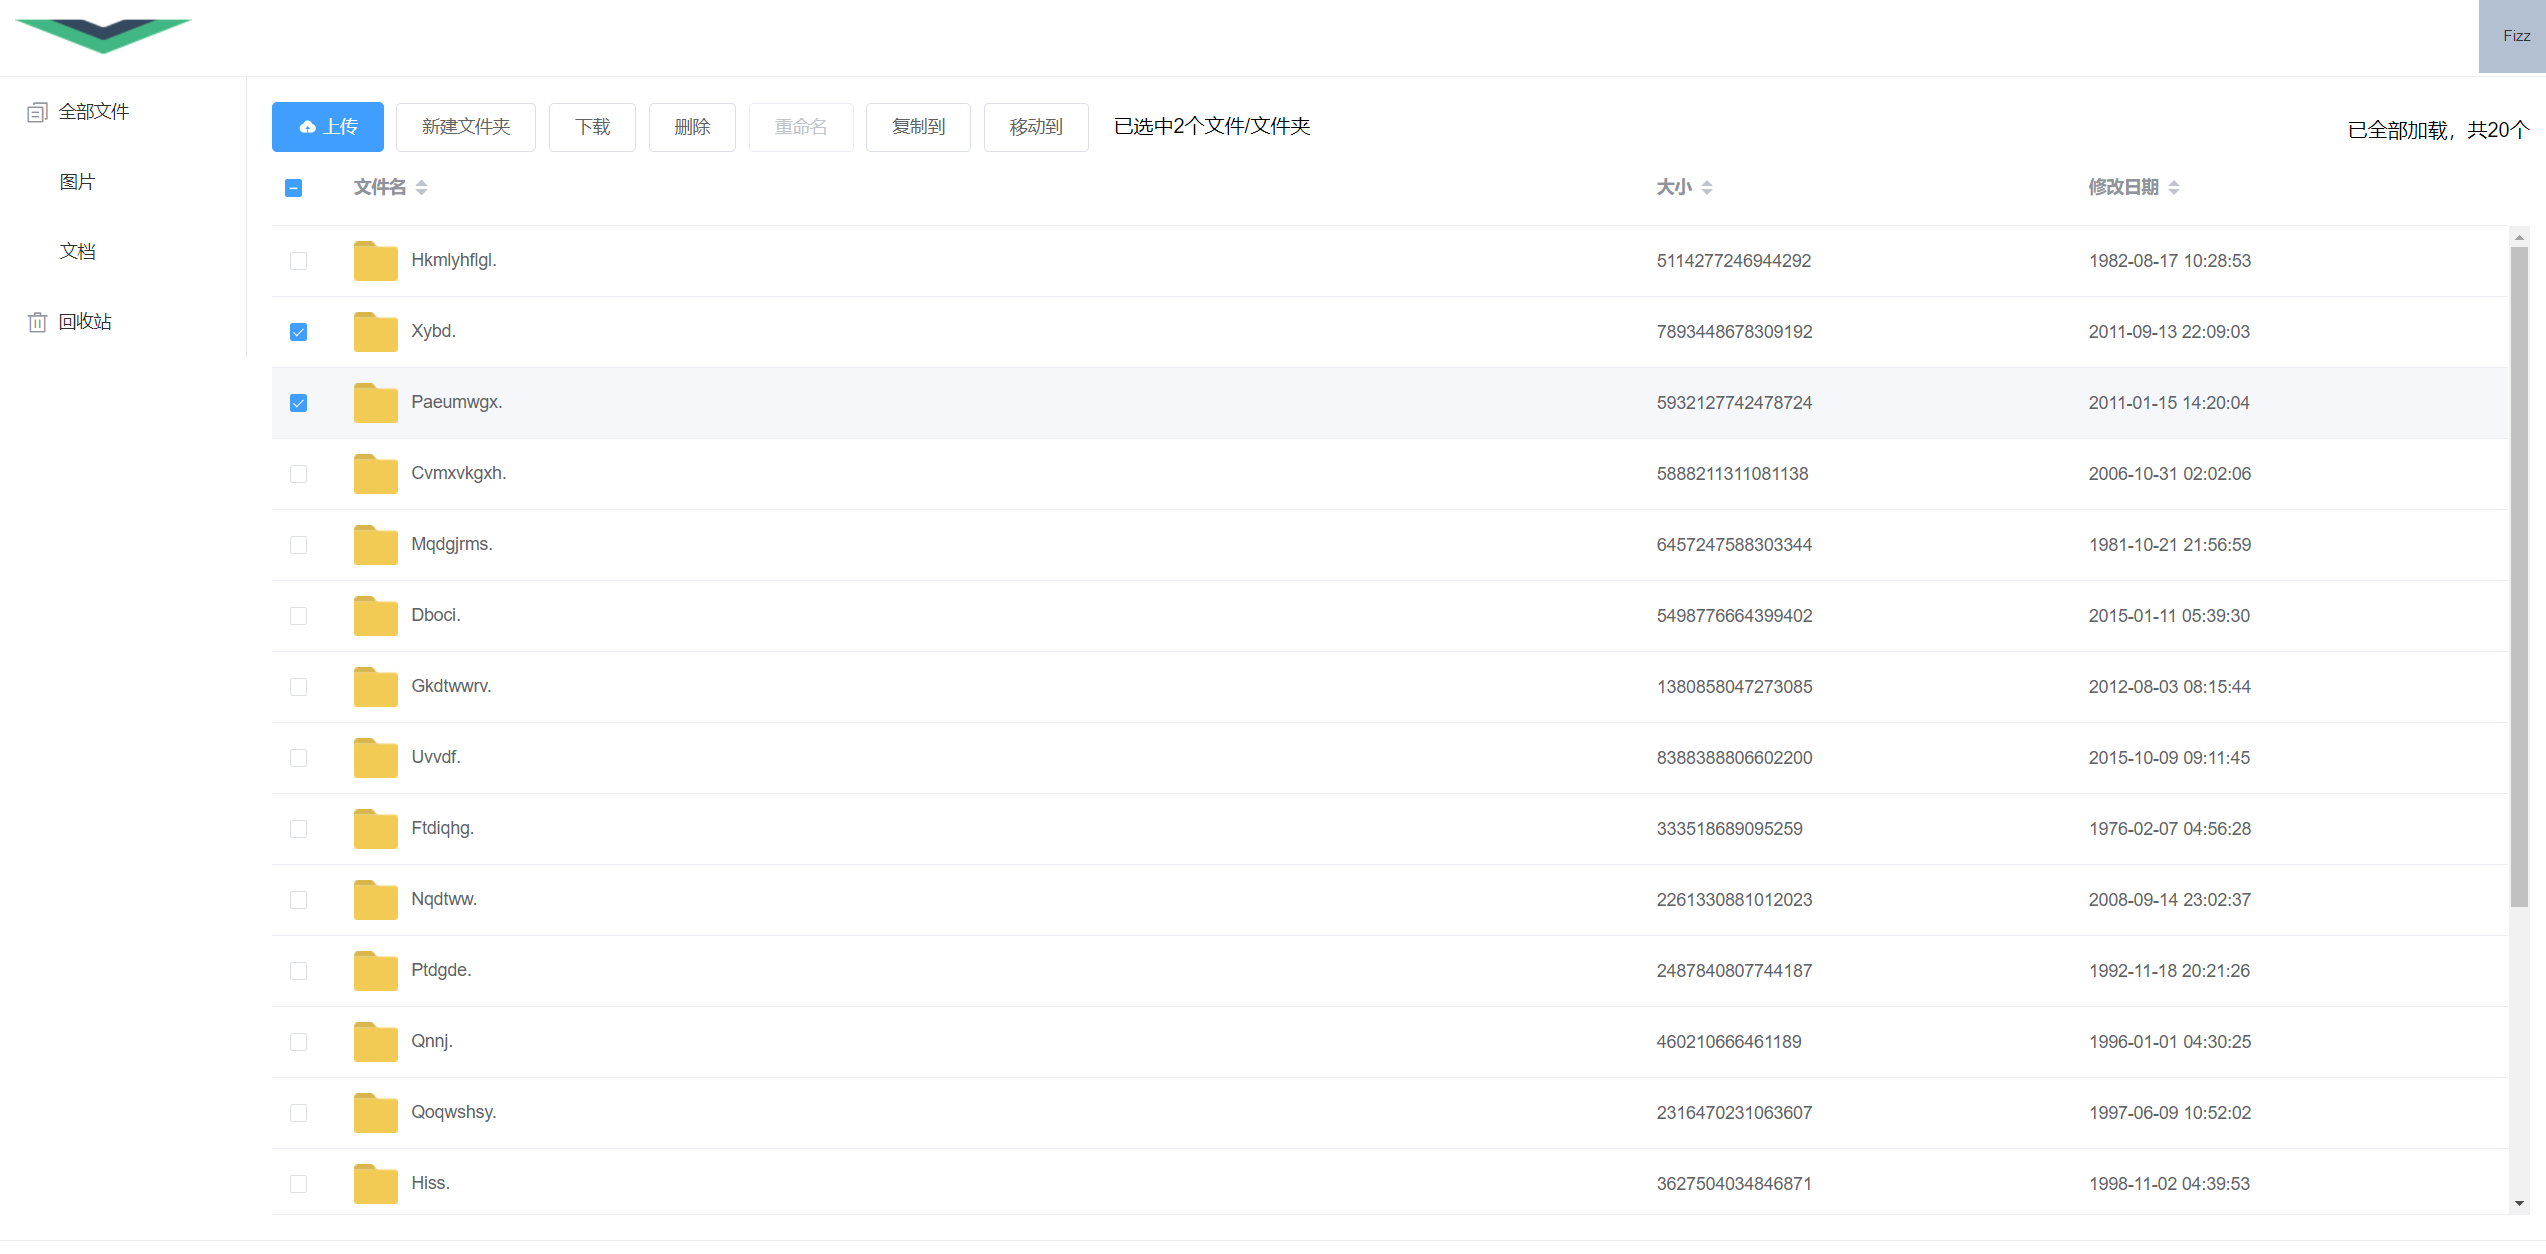 Fizz
全部文件
图片
文档
回收站
上传 新建文件夹 下载 删除 重命名 复制到 移动到 已选中2个文件/文件夹 已全部加载，共20个
文件名 大小 修改日期
Hkmlyhflgl. 5114277246944292 1982-08-17 10:28:53
Xybd. 7893448678309192 2011-09-13 22:09:03
Paeumwgx. 5932127742478724 2011-01-15 14:20:04
Cvmxvkgxh. 5888211311081138 2006-10-31 02:02:06
Mqdgjrms. 6457247588303344 1981-10-21 21:56:59
Dboci. 5498776664399402 2015-01-11 05:39:30
Gkdtwwrv. 1380858047273085 2012-08-03 08:15:44
Uvvdf. 8388388806602200 2015-10-09 09:11:45
Ftdiqhg. 333518689095259 1976-02-07 04:56:28
Nqdtww. 2261330881012023 2008-09-14 23:02:37
Ptdgde. 2487840807744187 1992-11-18 20:21:26
Qnnj. 460210666461189 1996-01-01 04:30:25
Qoqwshsy. 2316470231063607 1997-06-09 10:52:02
Hiss. 3627504034846871 1998-11-02 04:39:53